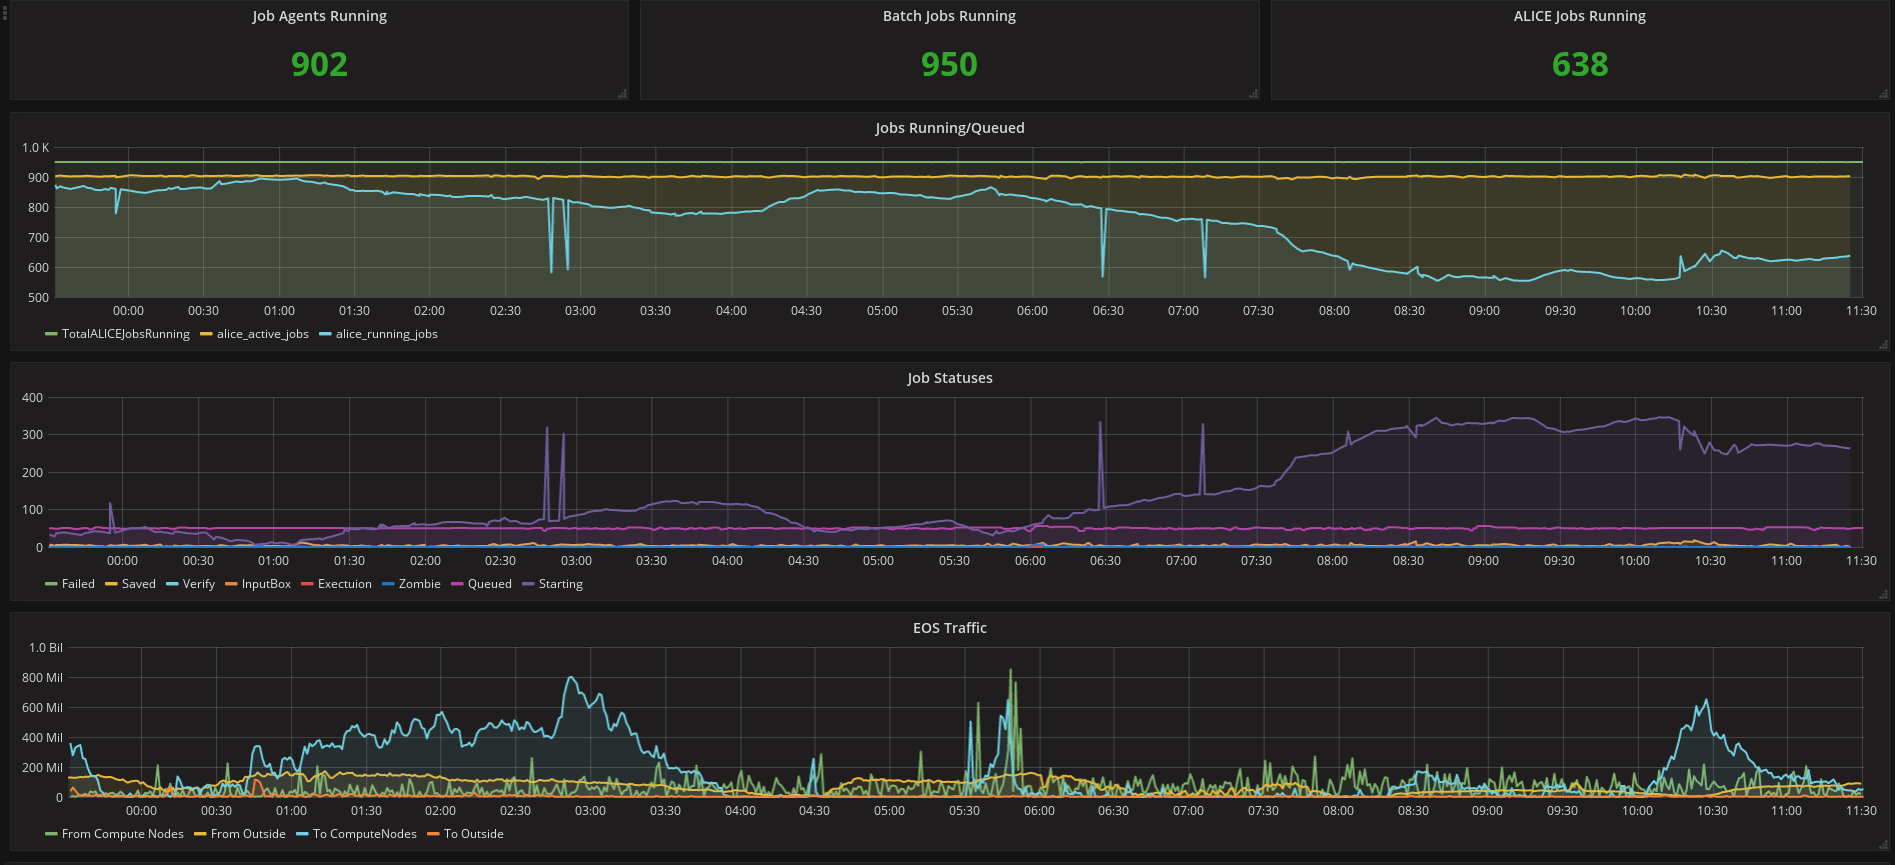 Job Agents Running
Batch Jobs Running
ALICE Jobs Running
902
950
638
Jobs Running/Queued
1.0 K
900
800
700
600
500
00:00 00:30 01:00 01:30 02:00 02:30 03:00 03:30 04:00 04:30 05:00 05:30 06:00 06:30 07:00 07:30 08:00 08:30 09:00 09:30 10:00 10:30 11:00 11:30
TotalALICEJobsRunning alice_active_jobs alice_running_jobs
Job Statuses
400
300
200
100
0
00:00 00:30 01:00 01:30 02:00 02:30 03:00 03:30 04:00 04:30 05:00 05:30 06:00 06:30 07:00 07:30 08:00 08:30 09:00 09:30 10:00 10:30 11:00 11:30
Failed Saved Verify InputBox Exectuion Zombie Queued Starting
EOS Traffic
1.0 Bil
800 Mil
600 Mil
400 Mil
200 Mil
0
00:00 00:30 01:00 01:30 02:00 02:30 03:00 03:30 04:00 04:30 05:00 05:30 06:00 06:30 07:00 07:30 08:00 08:30 09:00 09:30 10:00 10:30 11:00 11:30
From Compute Nodes From Outside To ComputeNodes To Outside